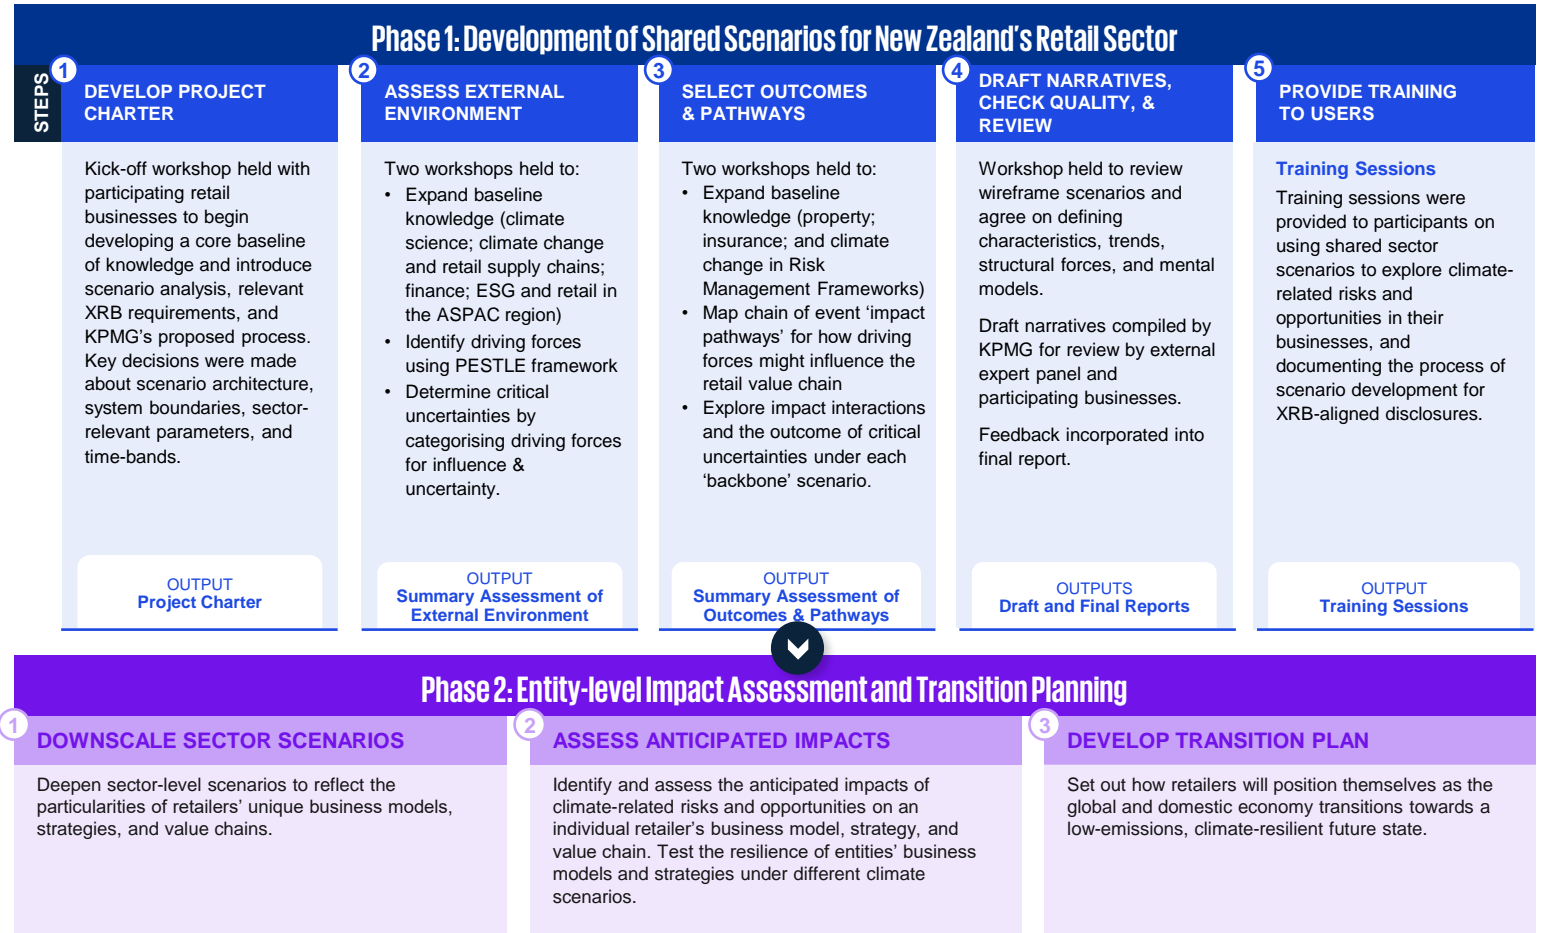 Phase 1: Development of Shared Scenarios for New Zealand's Retail Sector
STEPS
1
DEVELOP PROJECT
CHARTER
Kick-off workshop held with
participating retail
businesses to begin
developing a core baseline
of knowledge and introduce
scenario analysis, relevant
XRB requirements, and
KPMG's proposed process.
Key decisions were made
about scenario architecture,
system boundaries, sector-
relevant parameters, and
time-bands.
OUTPUT
Project Charter
2
ASSESS EXTERNAL
ENVIRONMENT
Two workshops held to:
• Expand baseline
knowledge (climate
science; climate change
and retail supply chains;
finance; ESG and retail in
the ASPAC region)
• Identify driving forces
using PESTLE framework
• Determine critical
uncertainties by
categorising driving forces
for influence &
uncertainty.
OUTPUT
Summary Assessment of
External Environment
3
SELECT OUTCOMES
& PATHWAYS
Two workshops held to:
• Expand baseline
knowledge (property;
insurance; and climate
change in Risk
Management Frameworks)
• Map chain of event ‘impact
pathways’ for how driving
forces might influence the
retail value chain
• Explore impact interactions
and the outcome of critical
uncertainties under each
‘backbone’ scenario.
OUTPUT
Summary Assessment of
Outcomes & Pathways
4
DRAFT NARRATIVES,
CHECK QUALITY, &
REVIEW
Workshop held to review
wireframe scenarios and
agree on defining
characteristics, trends,
structural forces, and mental
models.
Draft narratives compiled by
KPMG for review by external
expert panel and
participating businesses.
Feedback incorporated into
final report.
OUTPUTS
Draft and Final Reports
5
PROVIDE TRAINING
TO USERS
Training Sessions
Training sessions were
provided to participants on
using shared sector
scenarios to explore climate-
related risks and
opportunities in their
businesses, and
documenting the process of
scenario development for
XRB-aligned disclosures.
OUTPUT
Training Sessions
Phase 2: Entity-level Impact Assessment and Transition Planning
1
DOWNSCALE SECTOR SCENARIOS
Deepen sector-level scenarios to reflect the
particularities of retailers’ unique business models,
strategies, and value chains.
2
ASSESS ANTICIPATED IMPACTS
Identify and assess the anticipated impacts of
climate-related risks and opportunities on an
individual retailer’s business model, strategy, and
value chain. Test the resilience of entities’ business
models and strategies under different climate
scenarios.
3
DEVELOP TRANSITION PLAN
Set out how retailers will position themselves as the
global and domestic economy transitions towards a
low-emissions, climate-resilient future state.